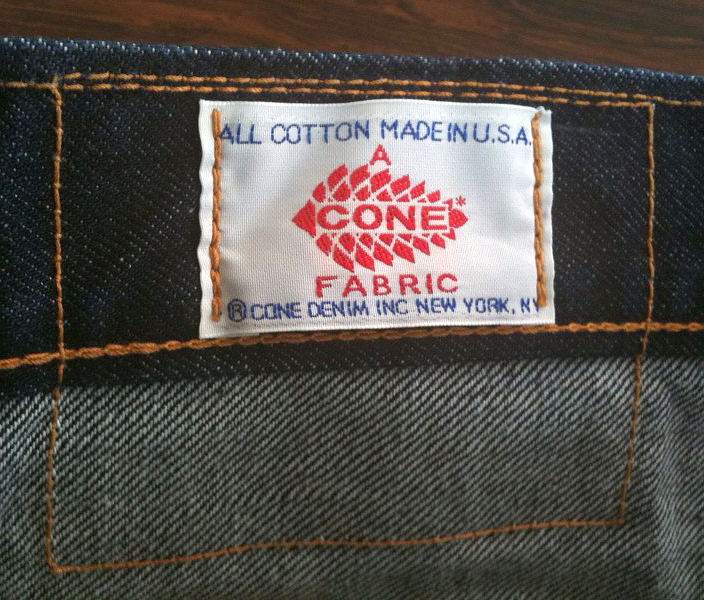 ALL COTTON MADE IN U.S.A.
A
CONE*
FABRIC
® CONE DENIM INC NEW YORK, NY